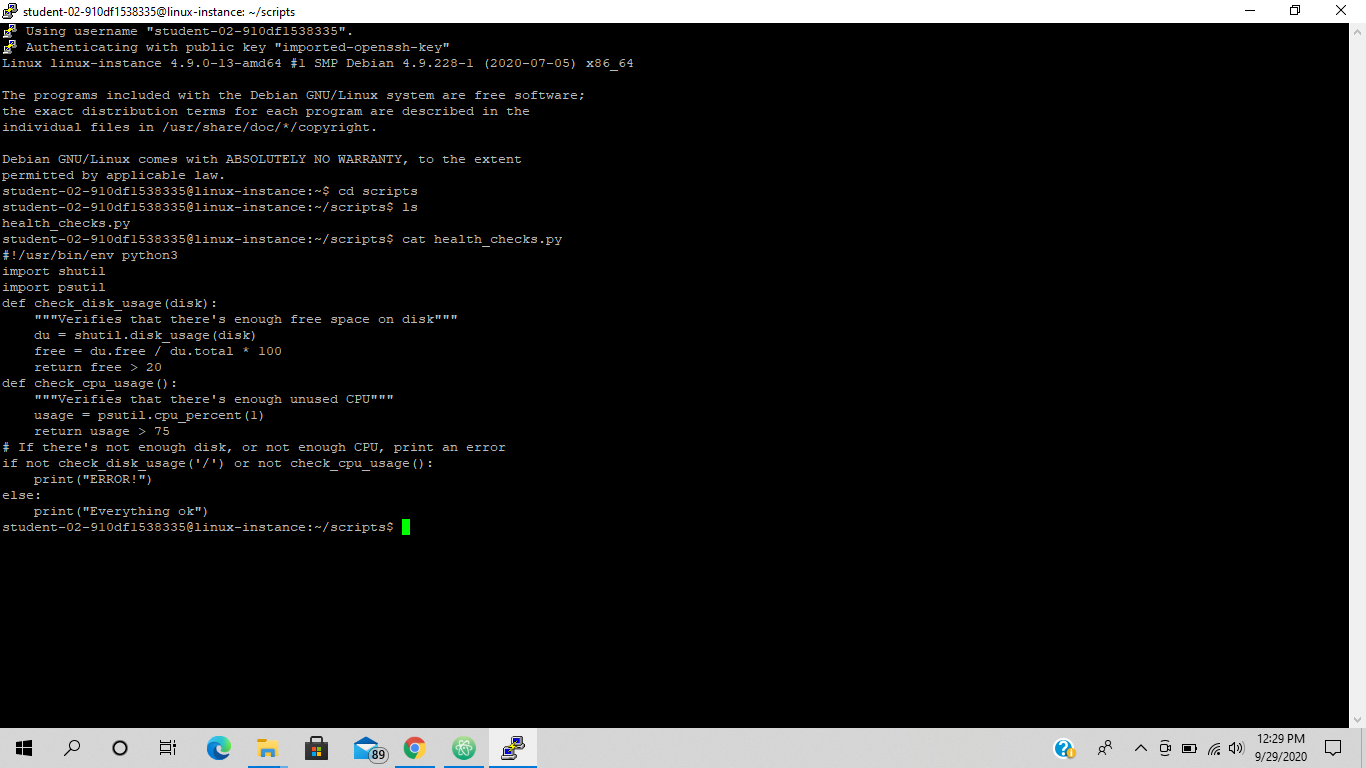 student-02-910df1538335@linux-instance: ~/scripts
Using username "student-02-910df1538335".
Authenticating with public key "imported-openssh-key"
Linux linux-instance 4.9.0-13-amd64 #1 SMP Debian 4.9.228-1 (2020-07-05) x86_64
The programs included with the Debian GNU/Linux system are free software;
the exact distribution terms for each program are described in the
individual files in /usr/share/doc/*/copyright.
Debian GNU/Linux comes with ABSOLUTELY NO WARRANTY, to the extent
permitted by applicable law.
student-02-910df1538335@linux-instance:~$ cd scripts
student-02-910df1538335@linux-instance:~/scripts$ ls
health_checks.py
student-02-910df1538335@linux-instance:~/scripts$ cat health_checks.py
#!/usr/bin/env python3
import shutil
import psutil
def check_disk_usage(disk):
    """Verifies that there's enough free space on disk"""
    du = shutil.disk_usage(disk)
    free = du.free / du.total * 100
    return free > 20
def check_cpu_usage():
    """Verifies that there's enough unused CPU"""
    usage = psutil.cpu_percent(1)
    return usage > 75
# If there's not enough disk, or not enough CPU, print an error
if not check_disk_usage('/') or not check_cpu_usage():
    print("ERROR!")
else:
    print("Everything ok")
student-02-910df1538335@linux-instance:~/scripts$
89
12:29 PM
9/29/2020